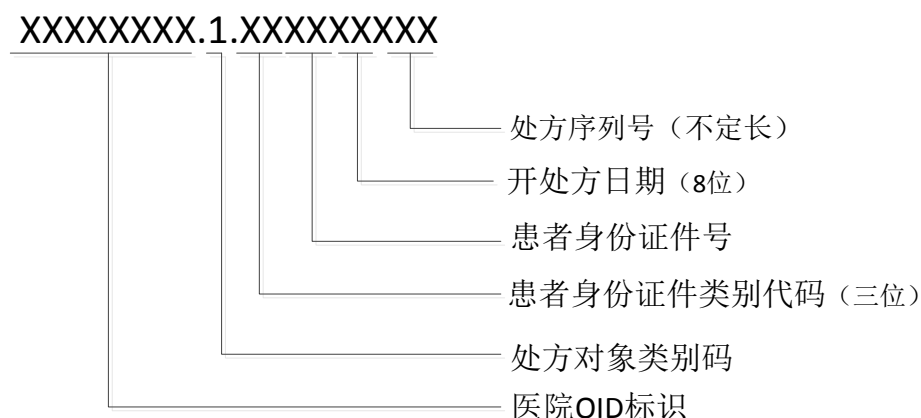 XXXXXXXX.1.XXXXXXXXX
处方序列号（不定长）
开处方日期（8位）
患者身份证件号
患者身份证件类别代码（三位）
处方对象类别码
医院OID标识